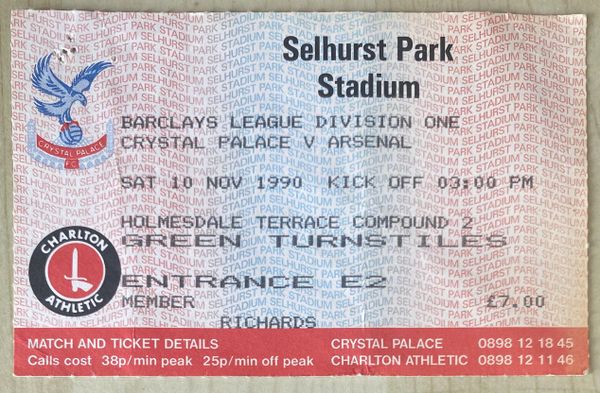 Selhurst Park
Stadium
BARCLAYS LEAGUE DIVISION ONE
CRYSTAL PALACE V ARSENAL
CRYSTAL PALACE
F.C.
SAT 10 NOV 1990 KICK OFF 03:00 PM
HOLMESDALE TERRACE COMPOUND 2
GREEN TURNSTILES
CHARLTON
ATHLETIC
ENTRANCE E2
MEMBER £7.00
RICHARDS
MATCH AND TICKET DETAILS CRYSTAL PALACE 0898 12 18 45
Calls cost 38p/min peak 25p/min off peak CHARLTON ATHLETIC 0898 12 11 46